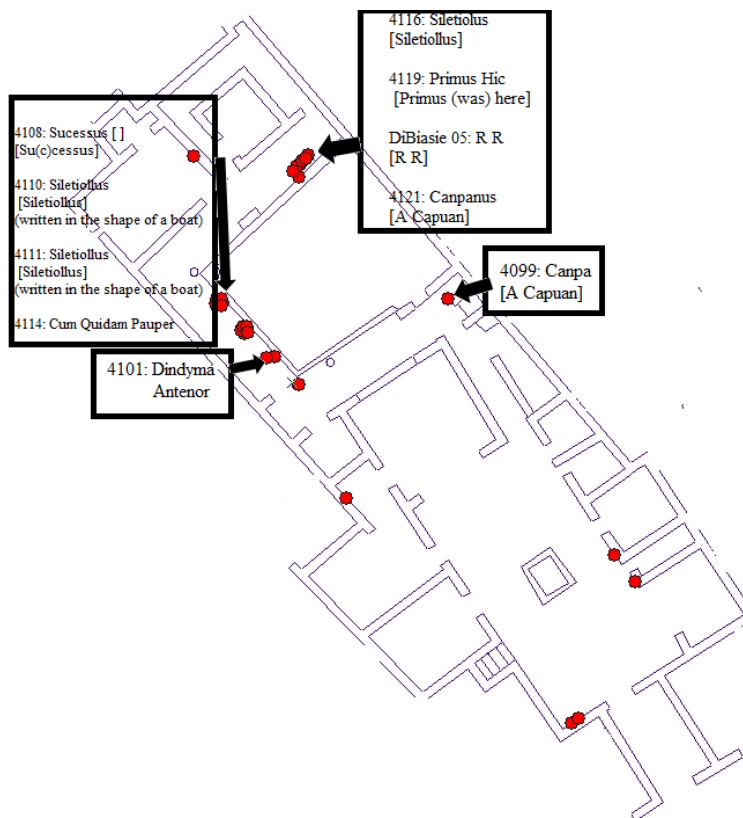 4116: Siletiolus
[Siletiollus]
4119: Primus Hic
[Primus (was) here]
DiBiasie 05: R R
[R R]
4121: Canpanus
[A Capuan]
4108: Sucessus [ ]
[Su(c)cessus]
4110: Siletiollus
[Siletiollus]
(written in the shape of a boat)
4111: Siletiollus
[Siletiollus]
(written in the shape of a boat)
4114: Cum Quidam Pauper
4099: Canpa
[A Capuan]
4101: Dindyma
Antenor